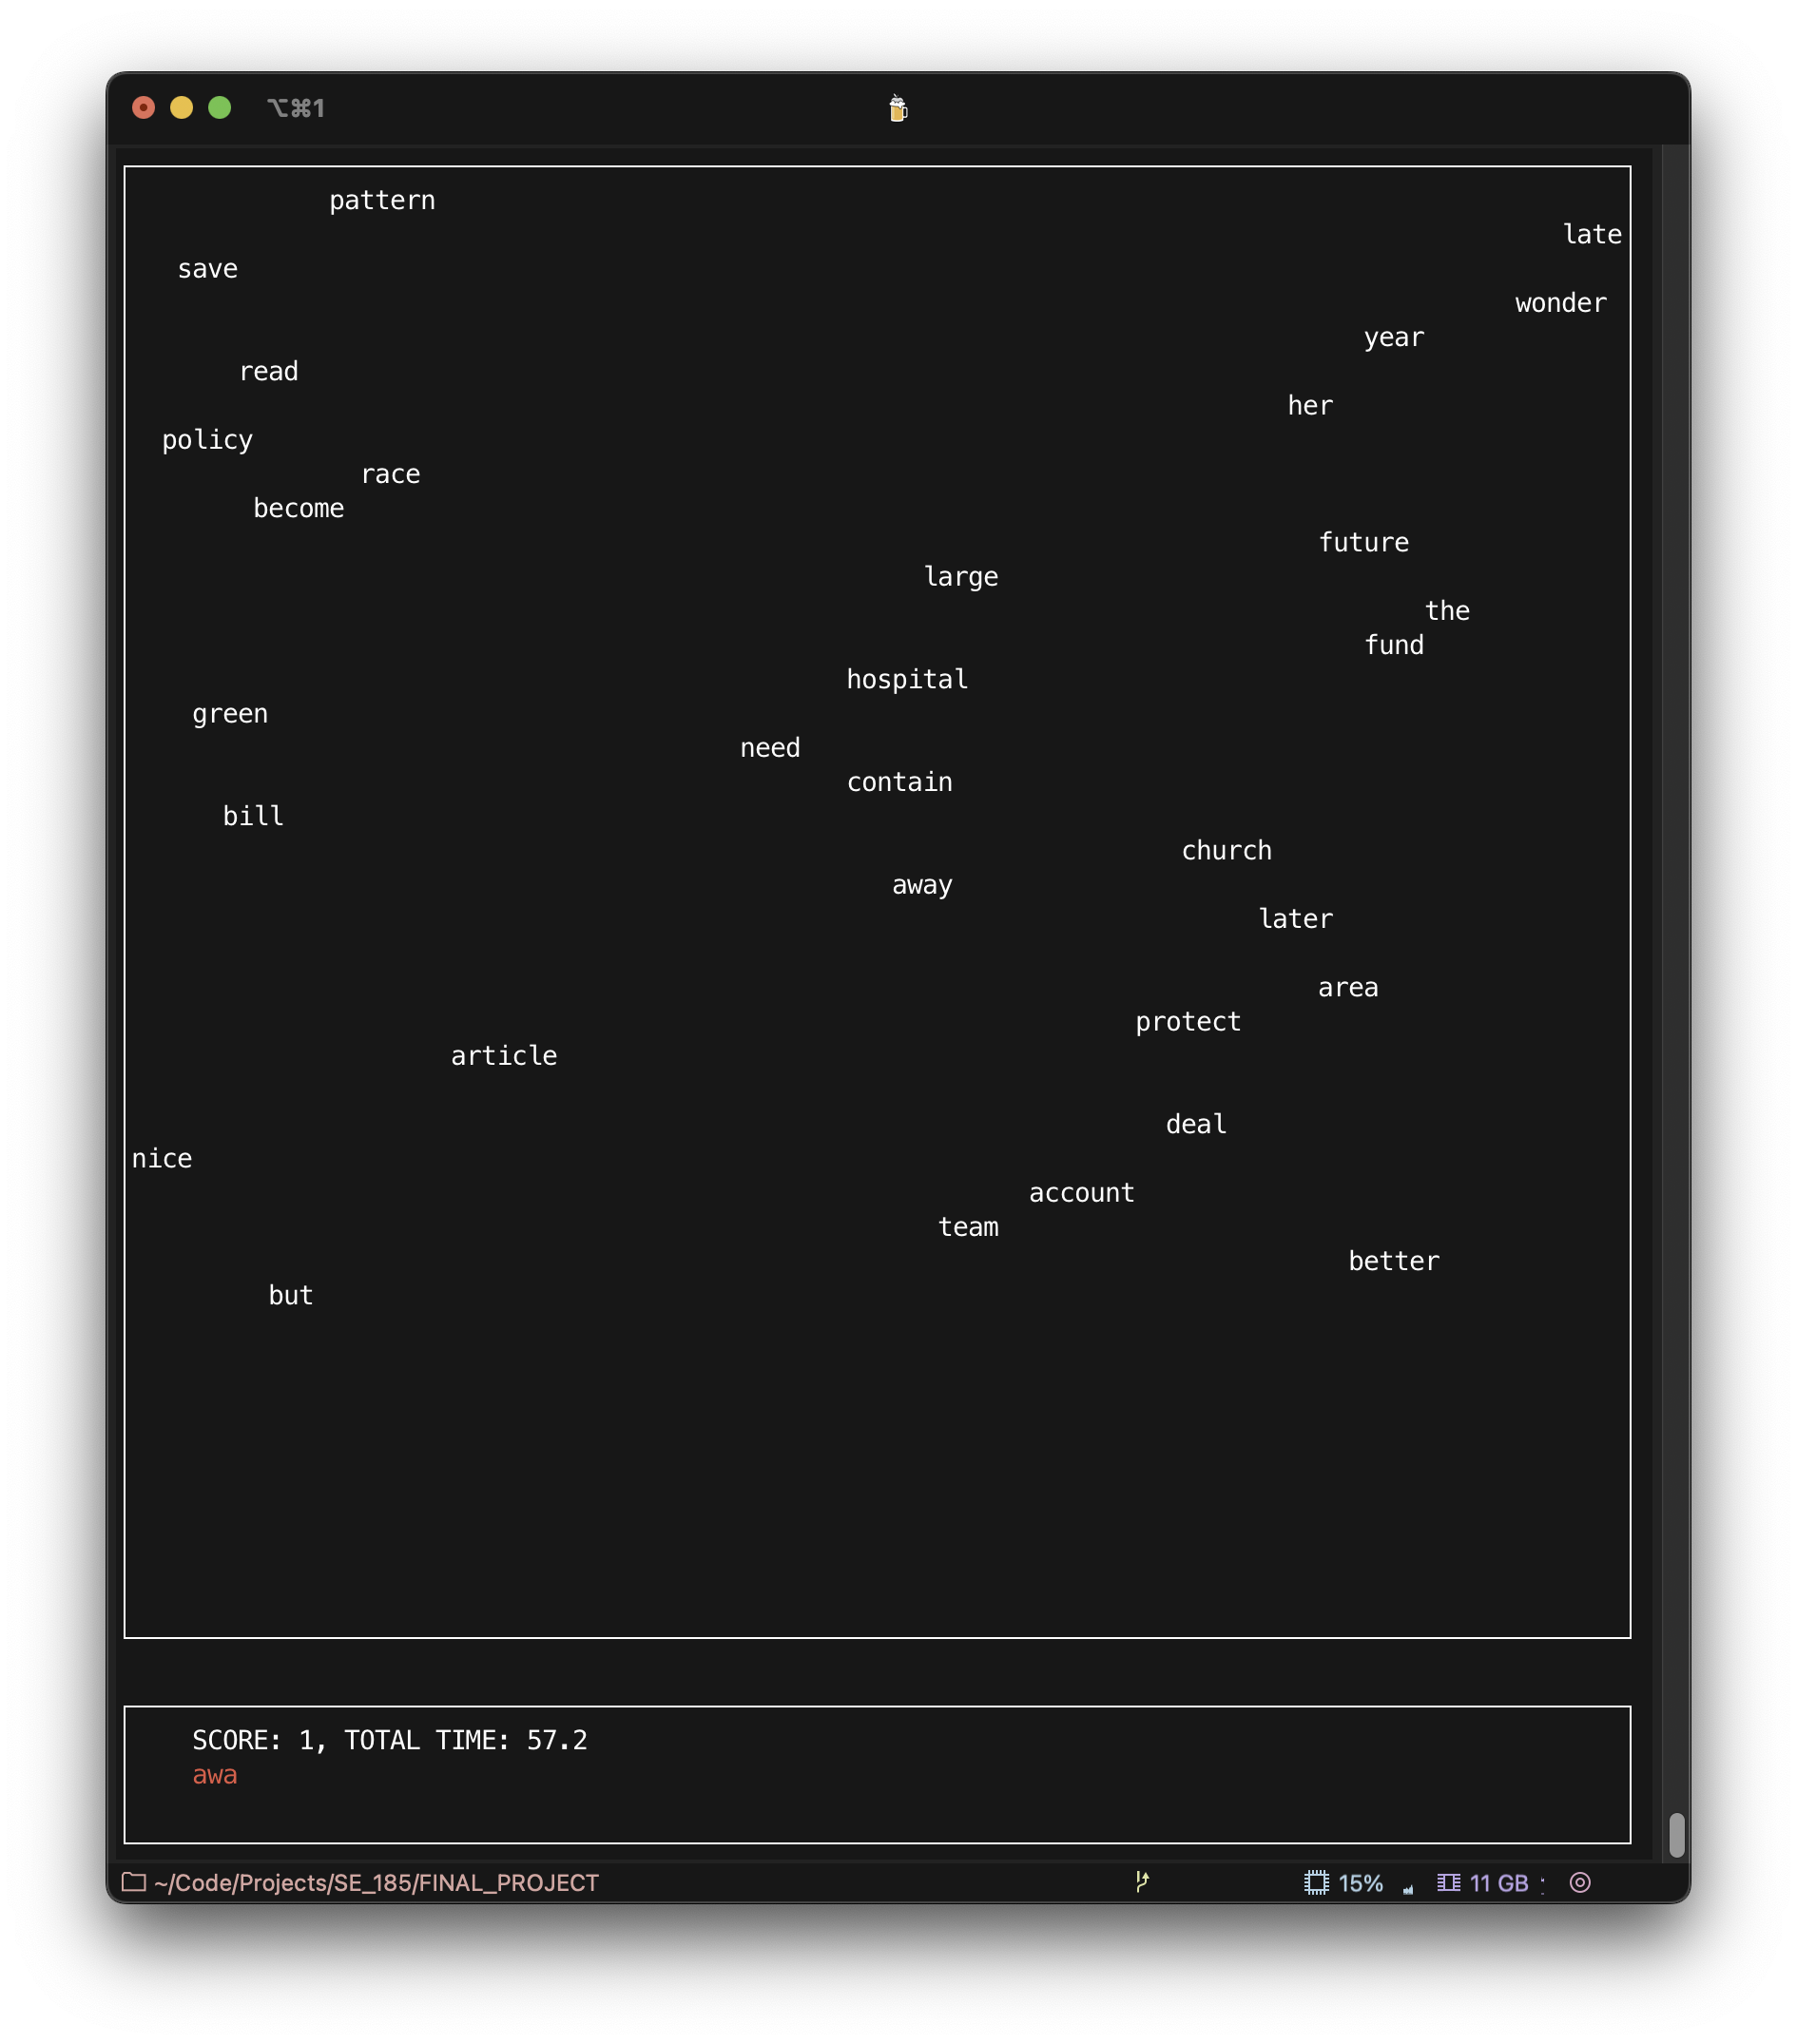 ⌥⌘1
pattern
late
save
wonder
year
read
her
policy
race
become
future
large
the
fund
hospital
green
need
contain
bill
church
away
later
area
protect
article
deal
nice
account
team
better
but
SCORE: 1, TOTAL TIME: 57.2
awa
~/Code/Projects/SE_185/FINAL_PROJECT 15% 11 GB